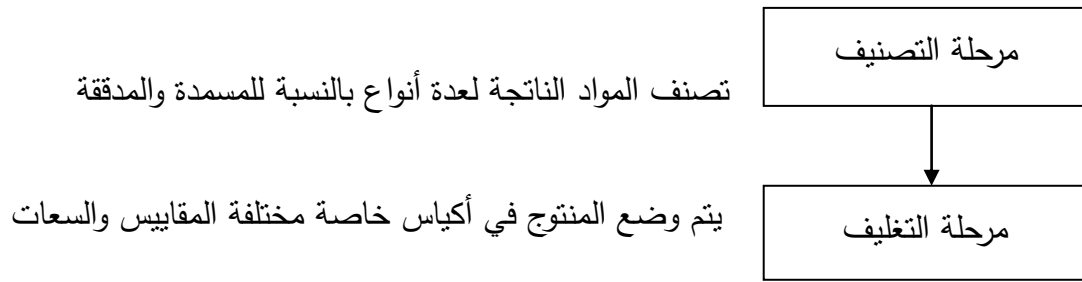 مرحلة التصنيف
تصنف المواد الناتجة لعدة أنواع بالنسبة للمسمدة والمدققة
مرحلة التغليف
يتم وضع المنتوج في أكياس خاصة مختلفة المقاييس والسعات